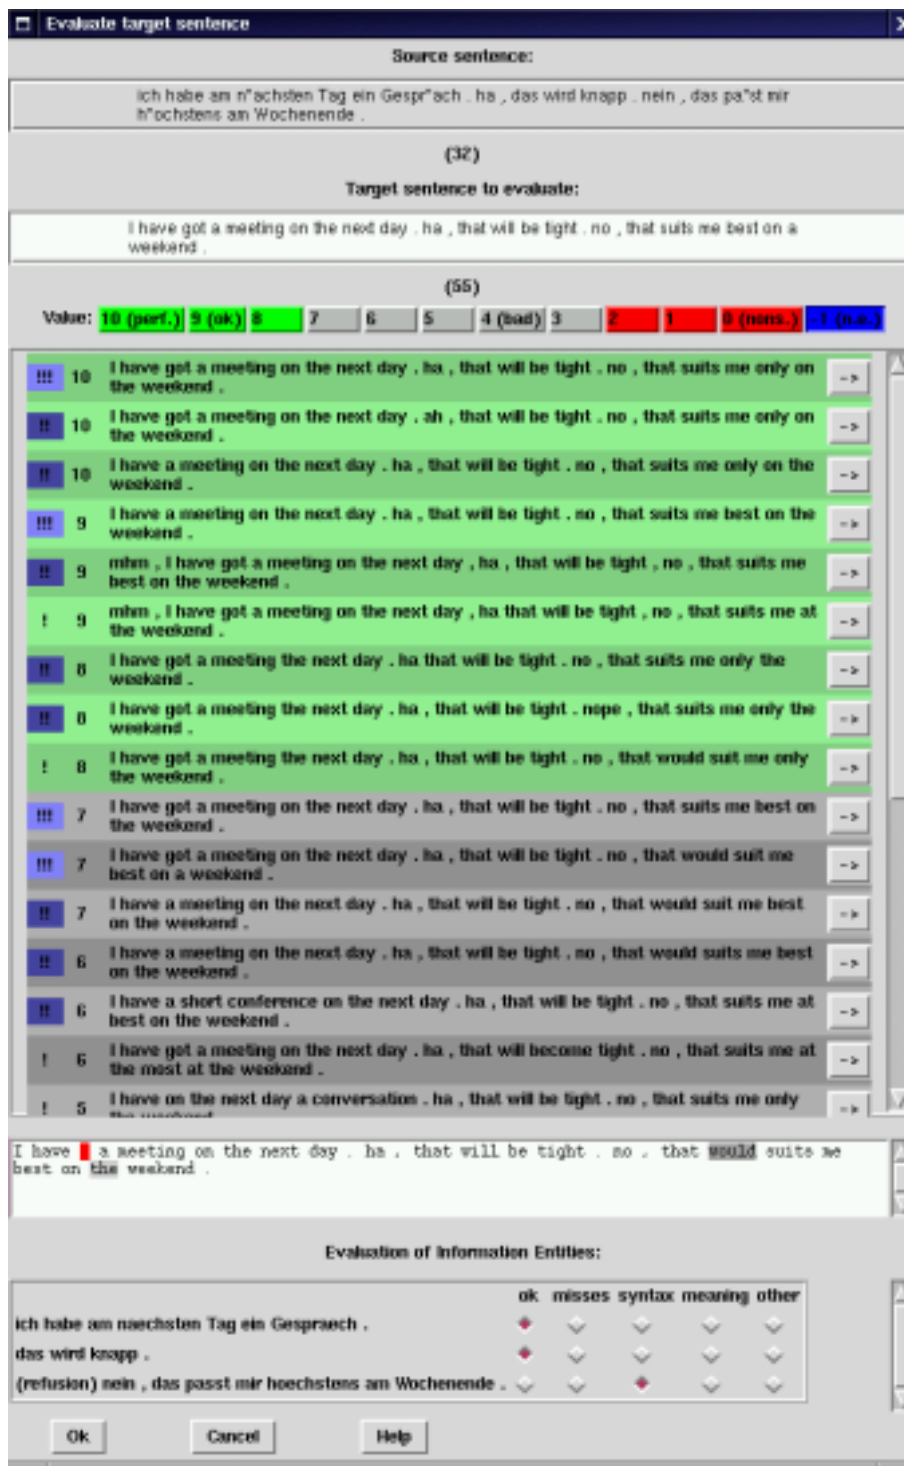 Evaluate target sentence
Source sentence:
ich habe am n"achsten Tag ein Gespr"ach . ha , das wird knapp . nein , das pa"st mir
h"ochstens am Wochenende .
(32)
Target sentence to evaluate:
I have got a meeting on the next day . ha , that will be tight . no , that suits me best on a
weekend .
(55)
Value: 10 (perf.) 9 (ok) 8 7 6 5 4 (bad) 3 2 1 0 (nons.) -1 (n.e.)
!!! 10 I have got a meeting on the next day . ha , that will be tight . no , that suits me only on
the weekend . ->
!! 10 I have got a meeting on the next day . ah , that will be tight . no , that suits me only on
the weekend . ->
!! 10 I have a meeting on the next day . ha , that will be tight . no , that suits me only on the
weekend . ->
!!! 9 I have a meeting on the next day . ha , that will be tight . no , that suits me best on the
weekend . ->
!! 9 mhm , I have got a meeting on the next day , ha , that will be tight , no , that suits me
best on the weekend . ->
! 9 mhm , I have got a meeting on the next day , ha that will be tight , no , that suits me at
the weekend . ->
!! 8 I have got a meeting the next day . ha that will be tight . no , that suits me only the
weekend . ->
!! 8 I have got a meeting the next day . ha , that will be tight . nope , that suits me only the
weekend . ->
! 8 I have got a meeting the next day . ha , that will be tight . no , that would suit me only
the weekend . ->
!!! 7 I have got a meeting on the next day . ha , that will be tight . no , that suits me best on
the weekend . ->
!!! 7 I have got a meeting on the next day . ha , that will be tight . no , that would suit me
best on a weekend . ->
!! 7 I have a meeting on the next day . ha , that will be tight . no , that would suit me best
on the weekend . ->
!! 6 I have a meeting on the next day . ha , that will be tight . no , that would suits me best
on the weekend . ->
!! 6 I have a short conference on the next day . ha , that will be tight . no , that suits me at
best on the weekend . ->
! 6 I have got a meeting on the next day . ha , that will become tight . no , that suits me at
the most at the weekend . ->
! 5 I have on the next day a conversation . ha , that will be tight . no , that suits me only
the weekend ->
I have a meeting on the next day . ha , that will be tight . no , that would suits me
best on the weekend .
Evaluation of Information Entities:
ok misses syntax meaning other
ich habe am naechsten Tag ein Gespraech .
das wird knapp .
(refusion) nein , das passt mir hoechstens am Wochenende .
Ok Cancel Help